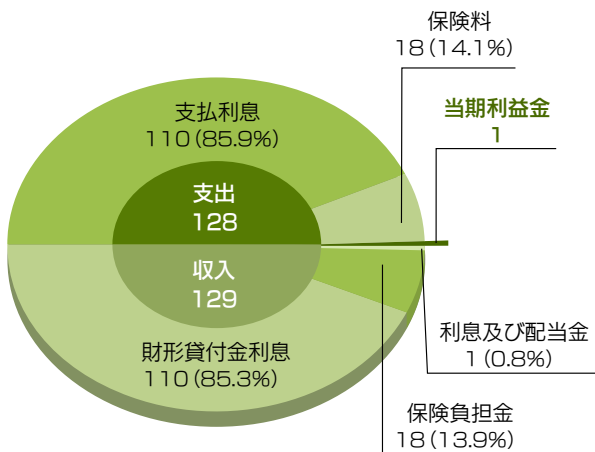 保険料
18（14.1%）
当期利益金
1
支払利息
110（85.9%）
支出
128
収入
129
財形貸付金利息
110（85.3%）
利息及び配当金
1（0.8%）
保険負担金
18（13.9%）